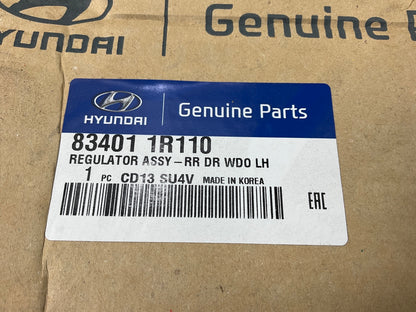 HYUNDAI
Genuine Parts
HYUNDAI
Genuine Parts
83401 1R110
REGULATOR ASSY-RR DR WDO LH
1 PC CD13 SU4V MADE IN KOREA
EAC